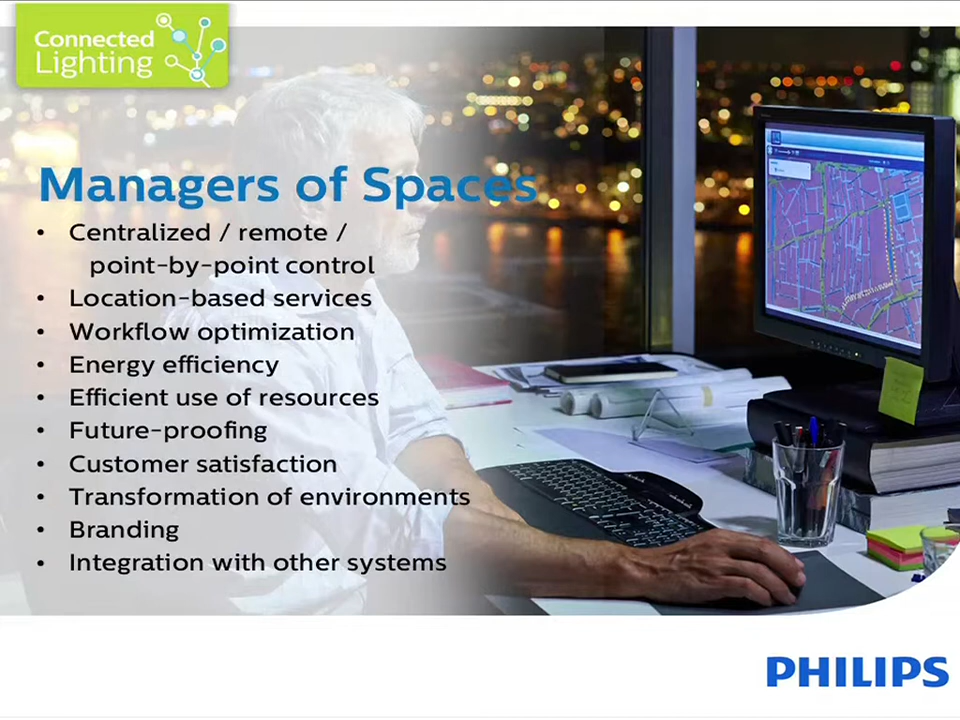 Connected
Lighting
Managers of Spaces
• Centralized / remote /
point-by-point control
• Location-based services
• Workflow optimization
• Energy efficiency
• Efficient use of resources
• Future-proofing
• Customer satisfaction
• Transformation of environments
• Branding
• Integration with other systems
PHILIPS